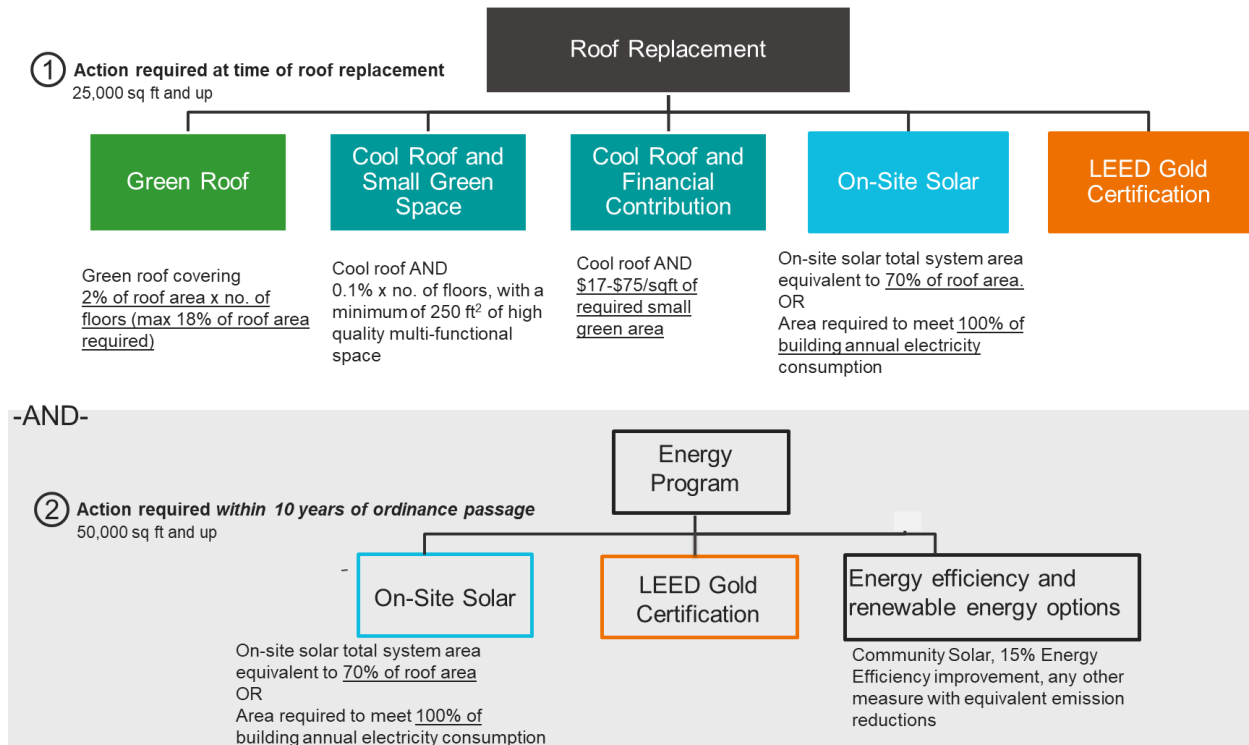 Roof Replacement
1 Action required at time of roof replacement
25,000 sq ft and up
Green Roof
Cool Roof and
Small Green
Space
Cool Roof and
Financial
Contribution
On-Site Solar
LEED Gold
Certification
Green roof covering
2% of roof area x no. of
floors (max 18% of roof area
required)
Cool roof AND
0.1% x no. of floors, with a
minimum of 250 ft² of high
quality multi-functional
space
Cool roof AND
$17-$75/sqft of
required small
green area
On-site solar total system area
equivalent to 70% of roof area.
OR
Area required to meet 100% of
building annual electricity
consumption
-AND-
Energy
Program
2 Action required within 10 years of ordinance passage
50,000 sq ft and up
On-Site Solar
LEED Gold
Certification
Energy efficiency and
renewable energy options
On-site solar total system area
equivalent to 70% of roof area
OR
Area required to meet 100% of
building annual electricity consumption
Community Solar, 15% Energy
Efficiency improvement, any other
measure with equivalent emission
reductions